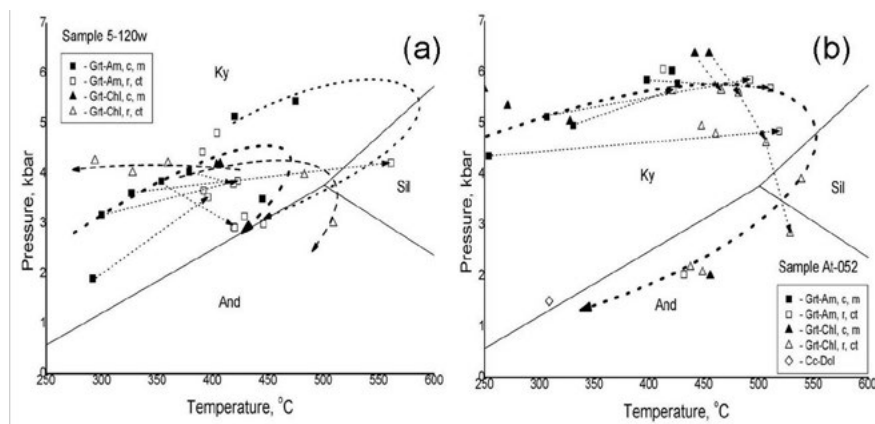 Sample 5-120w
- Grt-Am, c, m
- Grt-Am, r, ct
- Grt-Chl, c, m
- Grt-Chl, r, ct
(a)
Ky
Sil
And
7
6
5
4
3
2
1
0
Pressure, kbar
250 300 350 400 450 500 550 600
Temperature, °C
(b)
Ky
Sil
And
Sample At-052
- Grt-Am, c, m
- Grt-Am, r, ct
- Grt-Chl, c, m
- Grt-Chl, r, ct
- Cc-Dol
7
6
5
4
3
2
1
0
Pressure, kbar
250 300 350 400 450 500 550 600
Temperature, °C